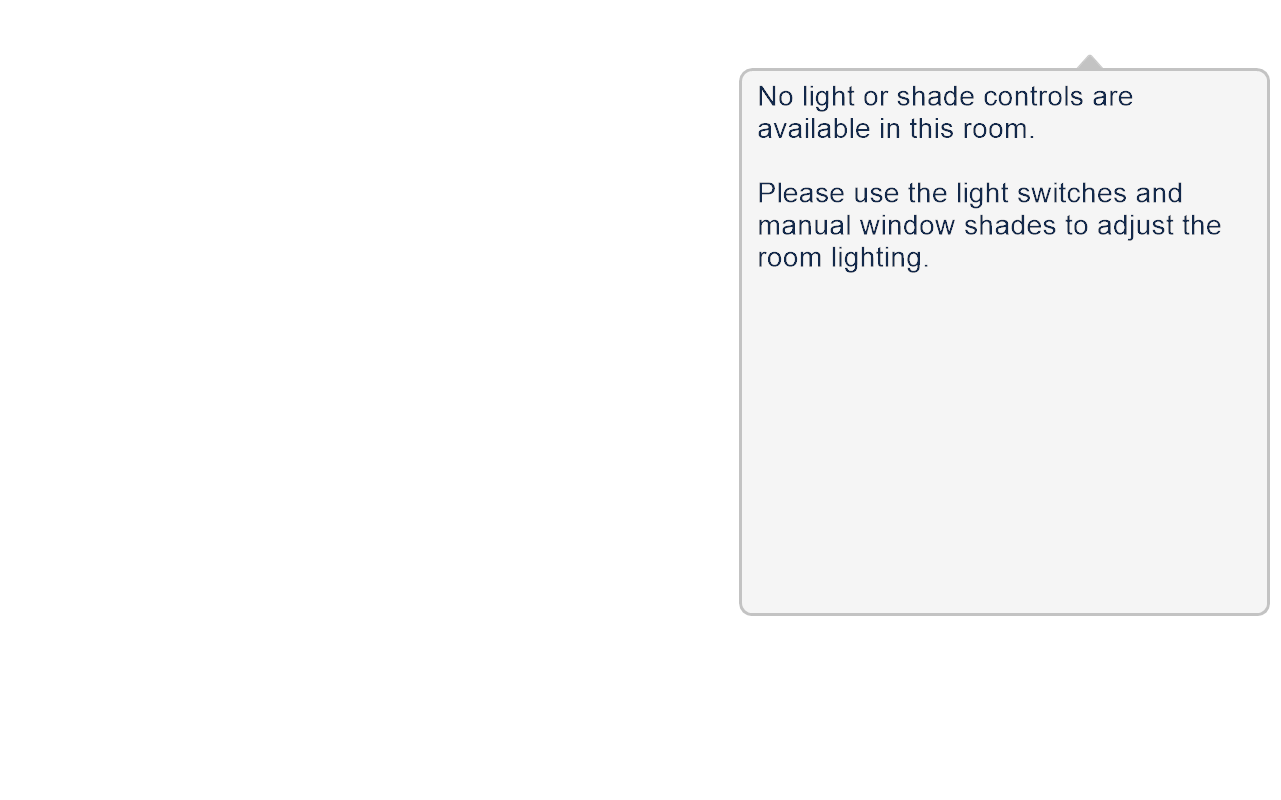 No light or shade controls are
available in this room.
Please use the light switches and
manual window shades to adjust the
room lighting.